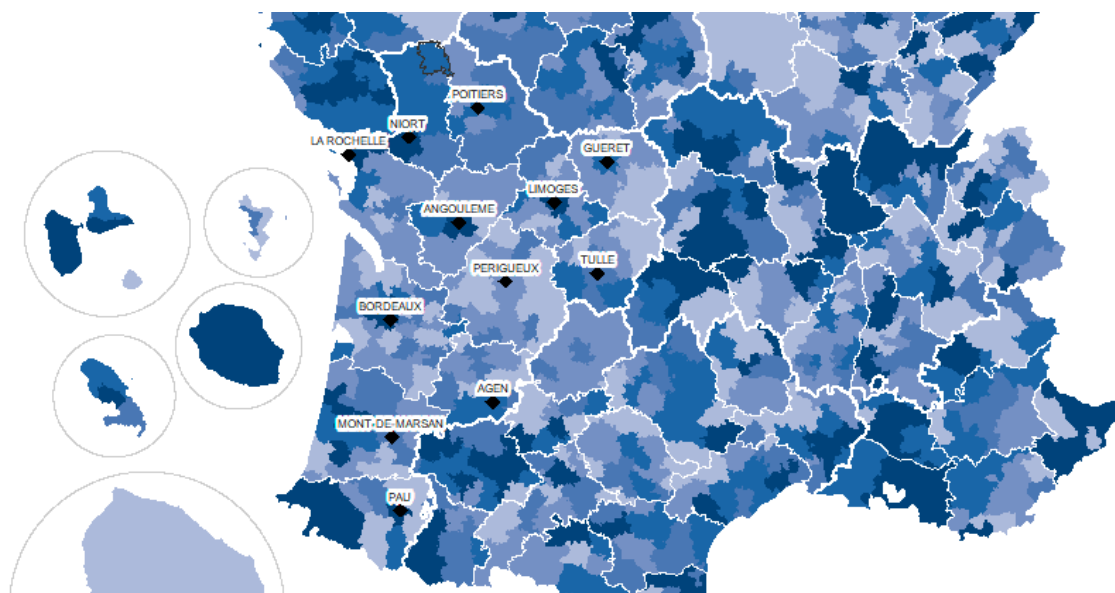 POITIERS
NIORT
LA ROCHELLE
GUERET
LIMOGES
ANGOULEME
TULLE
PERIGUEUX
BORDEAUX
AGEN
MONT-DE-MARSAN
PAU